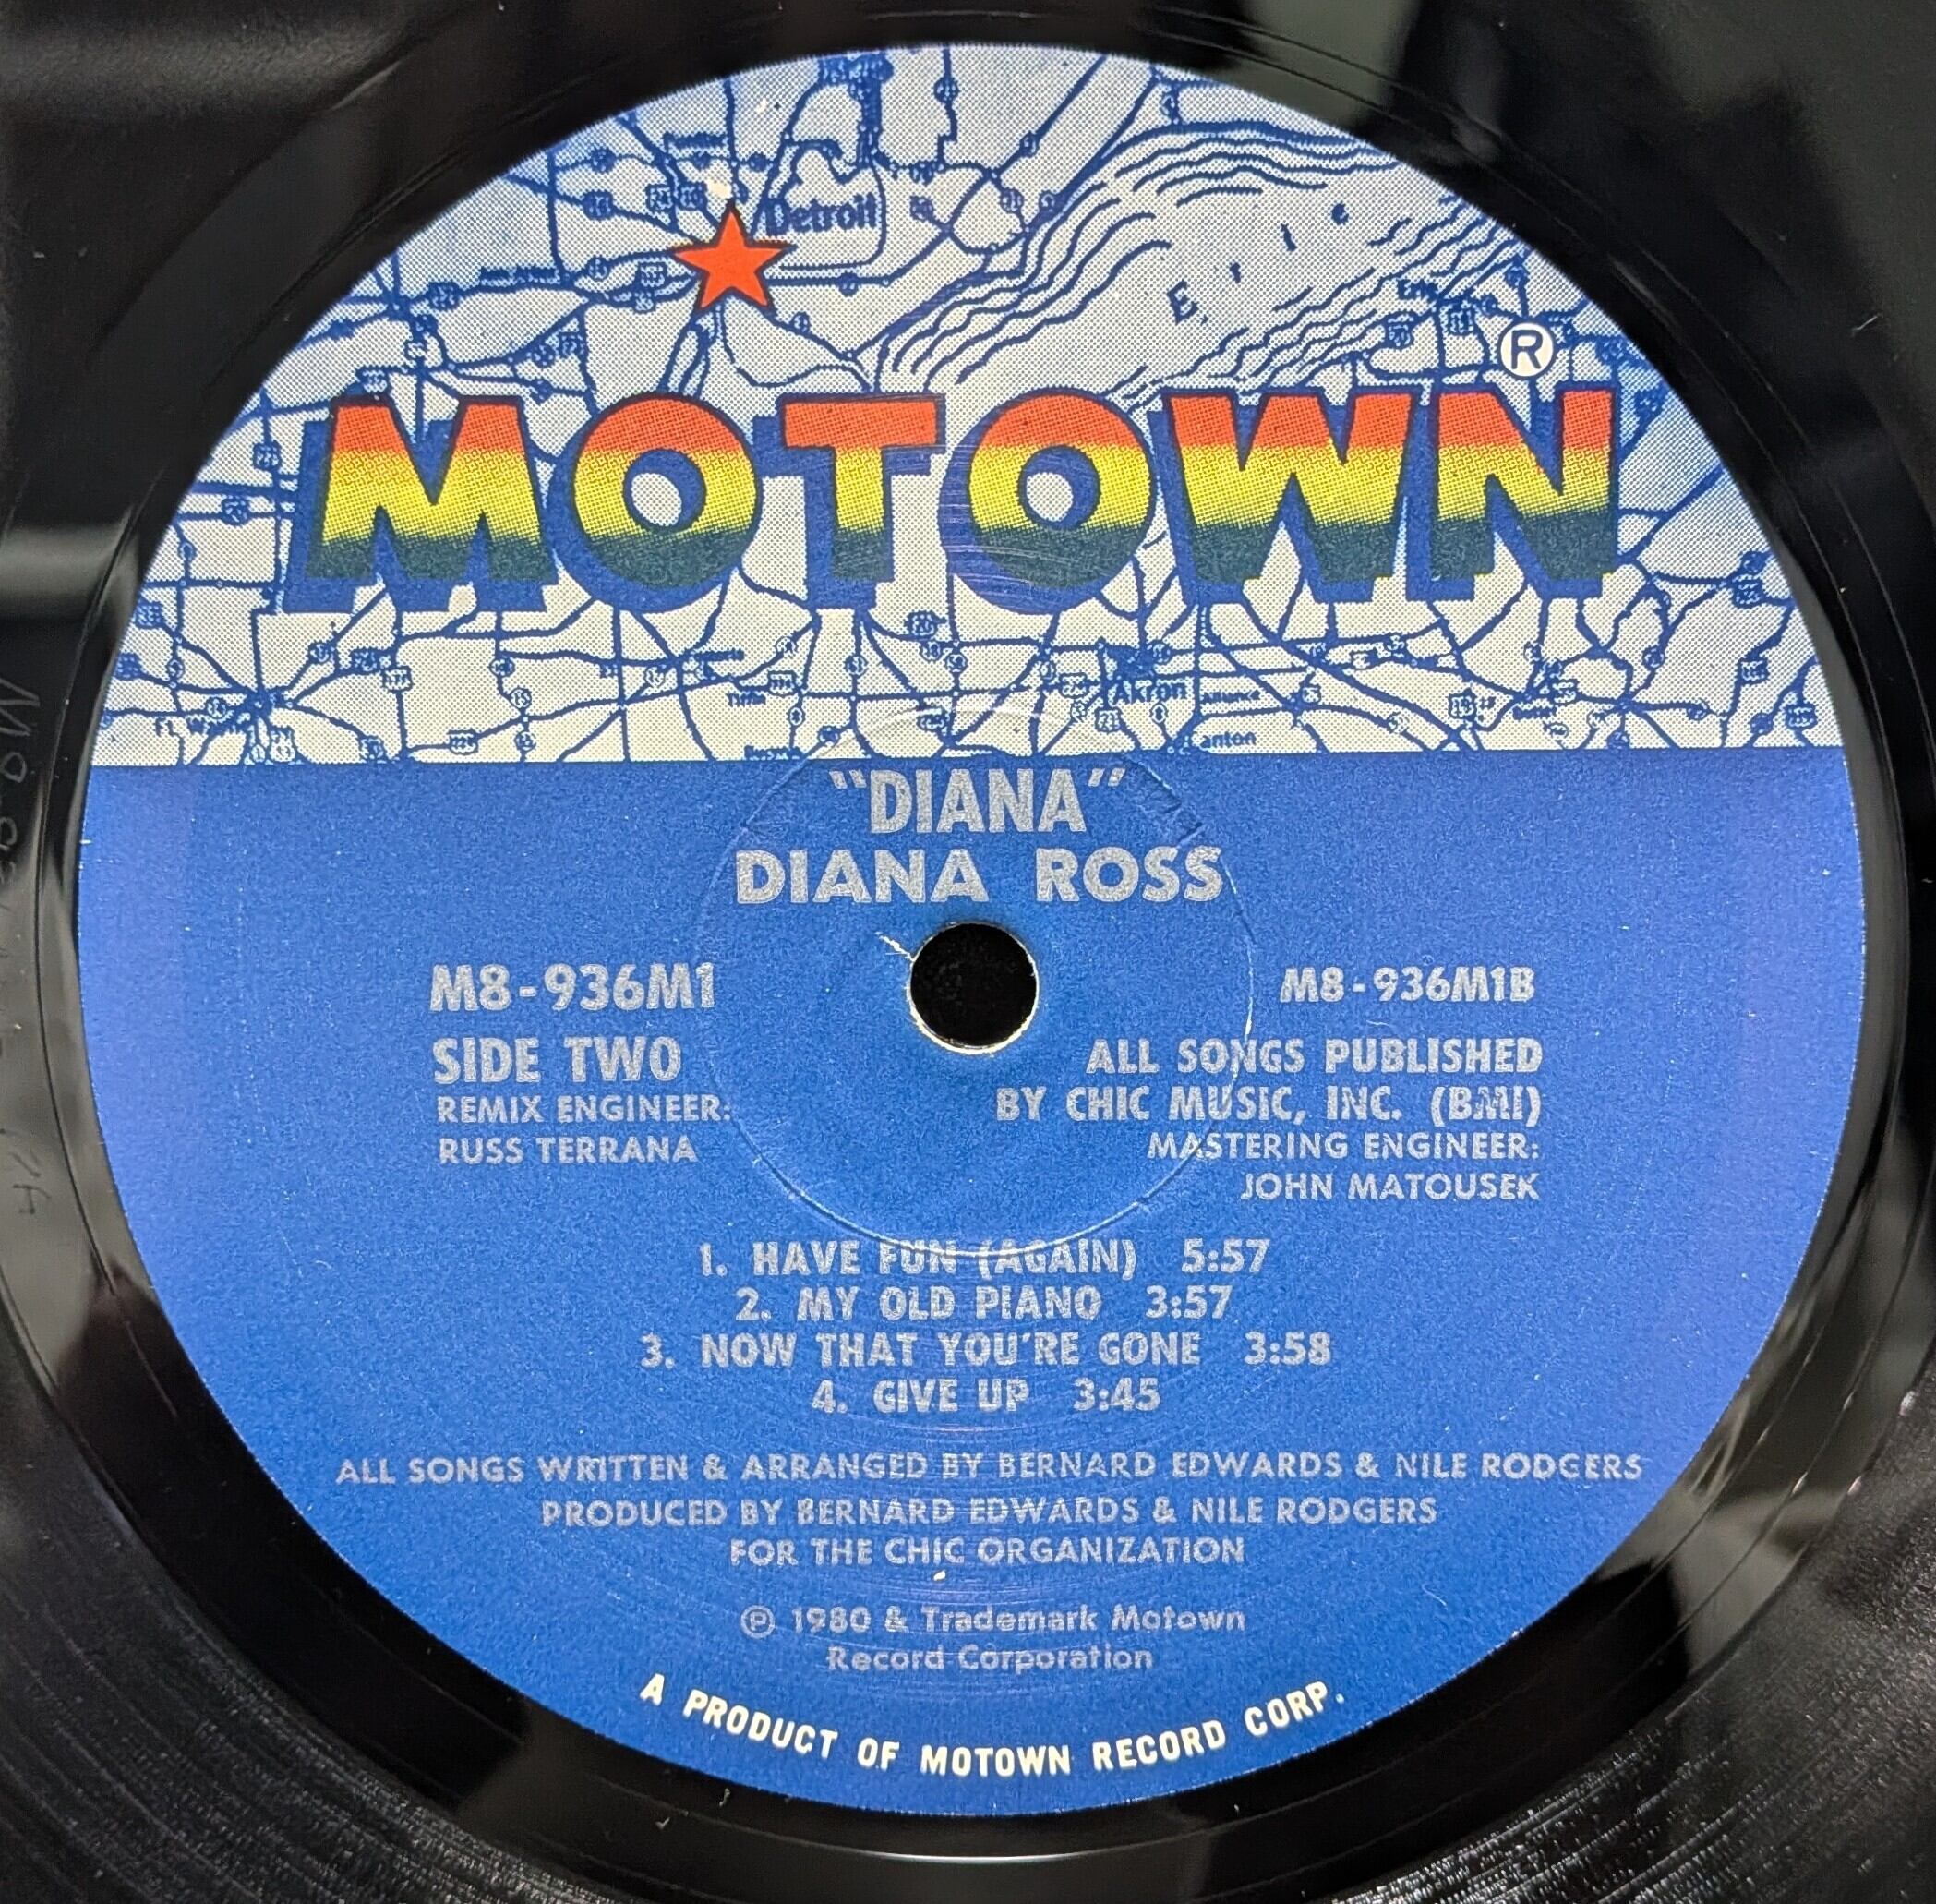 Detroit
Erie
®
MOTOWN
Akron
"DIANA"
DIANA ROSS
M8-936M1
SIDE TWO
REMIX ENGINEER:
RUSS TERRANA
M8-936M1B
ALL SONGS PUBLISHED
BY CHIC MUSIC, INC. (BMI)
MASTERING ENGINEER:
JOHN MATOUSEK
1. HAVE FUN (AGAIN) 5:57
2. MY OLD PIANO 3:57
3. NOW THAT YOU'RE GONE 3:58
4. GIVE UP 3:45
ALL SONGS WRITTEN & ARRANGED BY BERNARD EDWARDS & NILE RODGERS
PRODUCED BY BERNARD EDWARDS & NILE RODGERS
FOR THE CHIC ORGANIZATION
℗ 1980 & Trademark Motown
Record Corporation
A PRODUCT OF MOTOWN RECORD CORP.